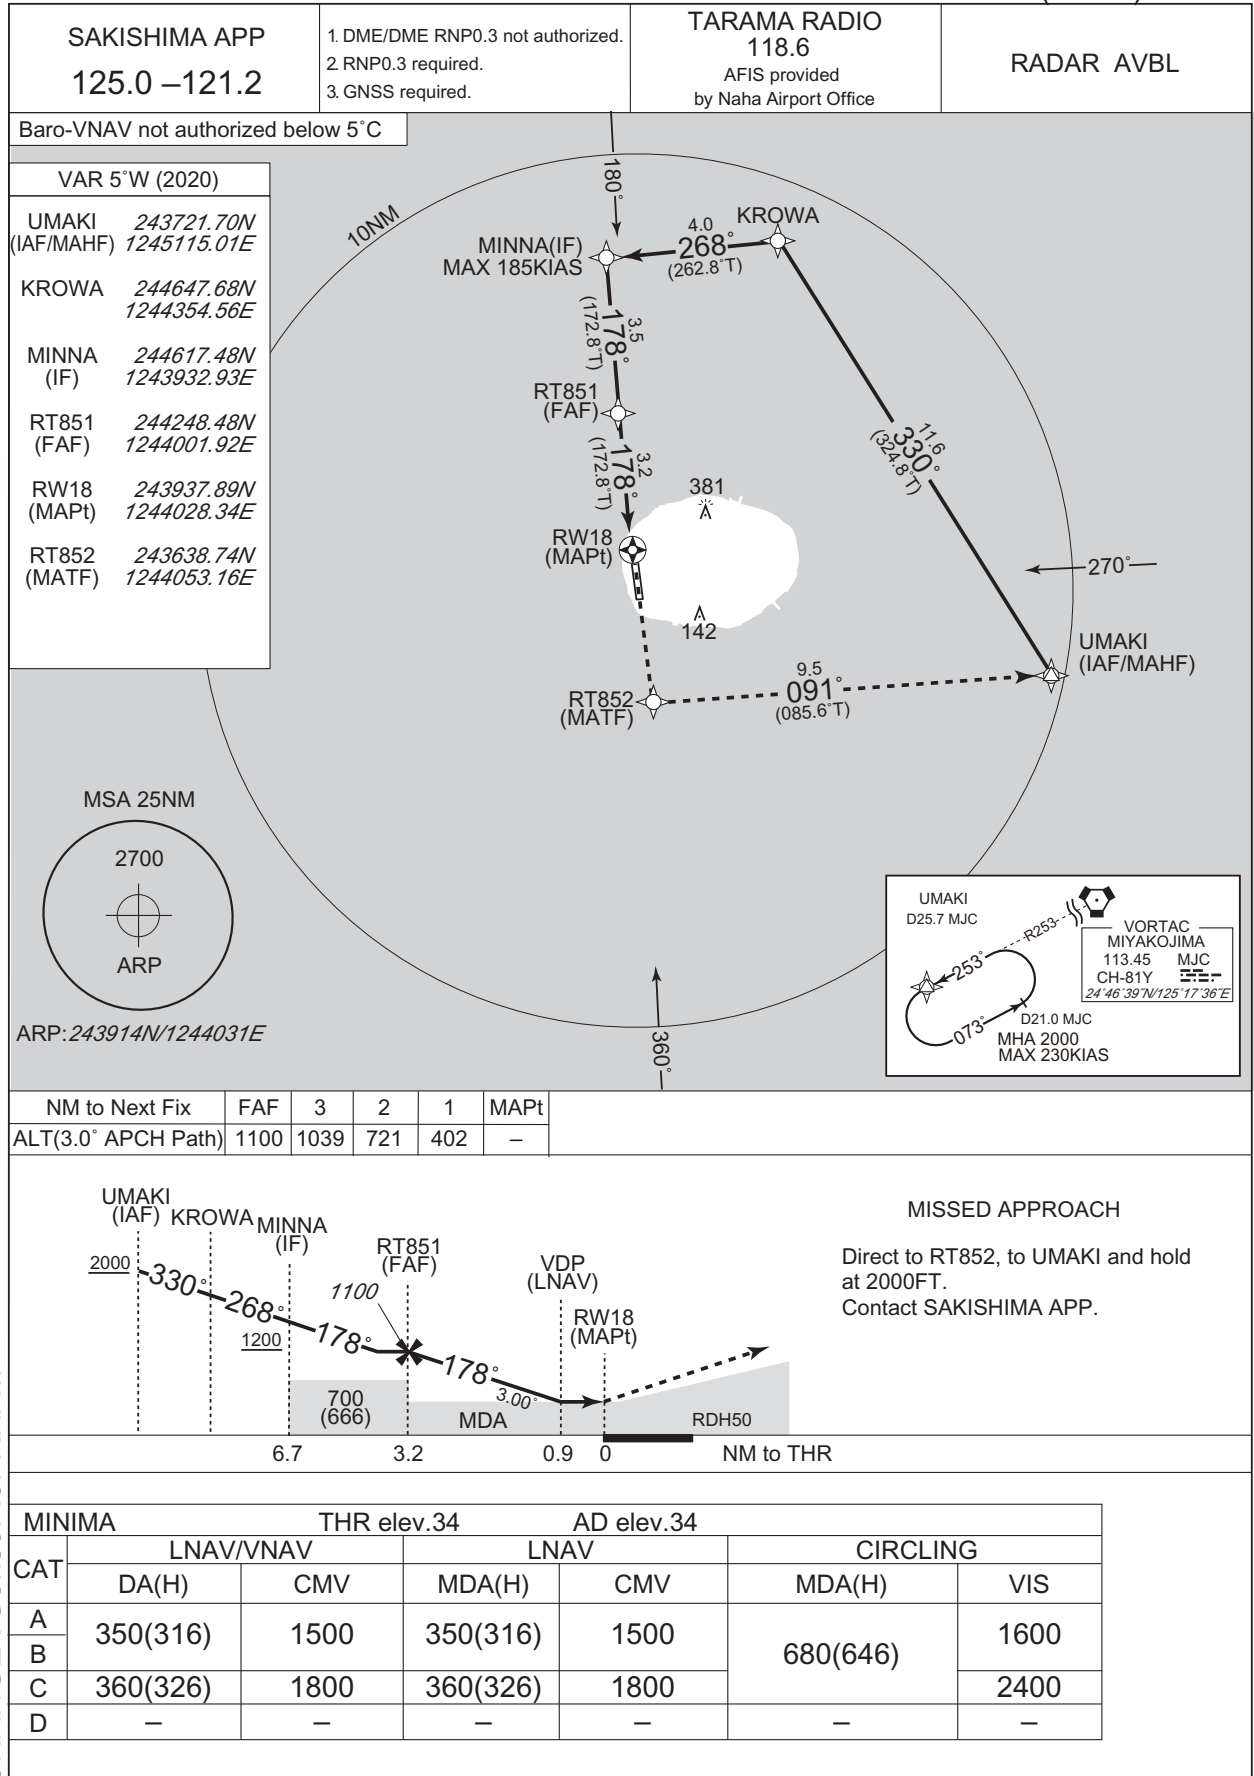 SAKISHIMA APP
125.0 –121.2
1. DME/DME RNP0.3 not authorized.
2. RNP0.3 required.
3. GNSS required.
TARAMA RADIO
118.6
AFIS provided
by Naha Airport Office
RADAR AVBL
Baro-VNAV not authorized below 5˚C
VAR 5˚W (2020)
UMAKI 243721.70N
(IAF/MAHF) 1245115.01E
KROWA 244647.68N
1244354.56E
MINNA 244617.48N
(IF) 1243932.93E
RT851 244248.48N
(FAF) 1244001.92E
RW18 243937.89N
(MAPt) 1244028.34E
RT852 243638.74N
(MATF) 1244053.16E
10NM
180˚
MINNA(IF)
MAX 185KIAS
KROWA
4.0
268˚
(262.8˚T)
3.5
178˚
(172.8˚T)
RT851
(FAF)
3.2
178˚
(172.8˚T)
11.6
330˚
(324.8˚T)
381
RW18
(MAPt)
270˚
142
UMAKI
(IAF/MAHF)
RT852
(MATF)
9.5
091˚
(085.6˚T)
MSA 25NM
2700
ARP
ARP:243914N/1244031E
360˚
UMAKI
D25.7 MJC
R253
253˚
073˚
VORTAC
MIYAKOJIMA
113.45 MJC
CH-81Y
24˚46´39˝N/125˚17´36˝E
D21.0 MJC
MHA 2000
MAX 230KIAS
NM to Next Fix FAF 3 2 1 MAPt
ALT(3.0˚ APCH Path) 1100 1039 721 402 –
UMAKI
(IAF)
KROWA
MINNA
(IF)
RT851
(FAF)
VDP
(LNAV)
RW18
(MAPt)
2000
330˚
268˚
1200
178˚
1100
178˚
3.00˚
700
(666)
MDA
RDH50
6.7 3.2 0.9 0 NM to THR
MISSED APPROACH
Direct to RT852, to UMAKI and hold
at 2000FT.
Contact SAKISHIMA APP.
MINIMA THR elev.34 AD elev.34
CAT LNAV/VNAV LNAV CIRCLING
DA(H) CMV MDA(H) CMV MDA(H) VIS
A
B
350(316) 1500 350(316) 1500 680(646) 1600
C 360(326) 1800 360(326) 1800 2400
D – – – – – –